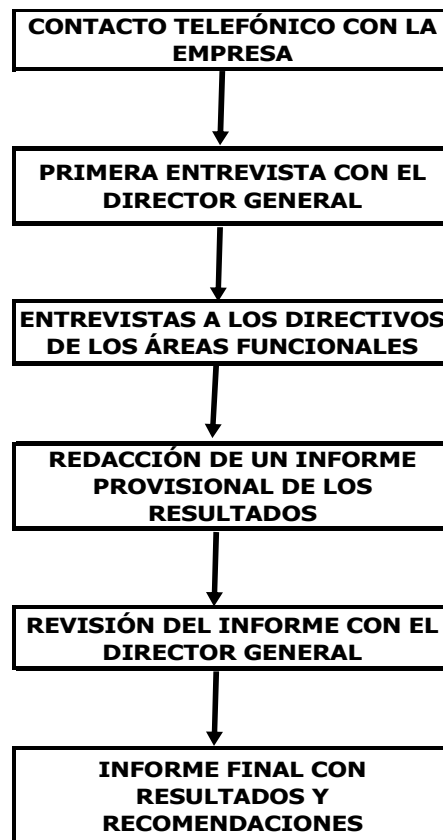 CONTACTO TELEFÓNICO CON LA
EMPRESA
PRIMERA ENTREVISTA CON EL
DIRECTOR GENERAL
ENTREVISTAS A LOS DIRECTIVOS
DE LOS ÁREAS FUNCIONALES
REDACCIÓN DE UN INFORME
PROVISIONAL DE LOS
RESULTADOS
REVISIÓN DEL INFORME CON EL
DIRECTOR GENERAL
INFORME FINAL CON
RESULTADOS Y
RECOMENDACIONES